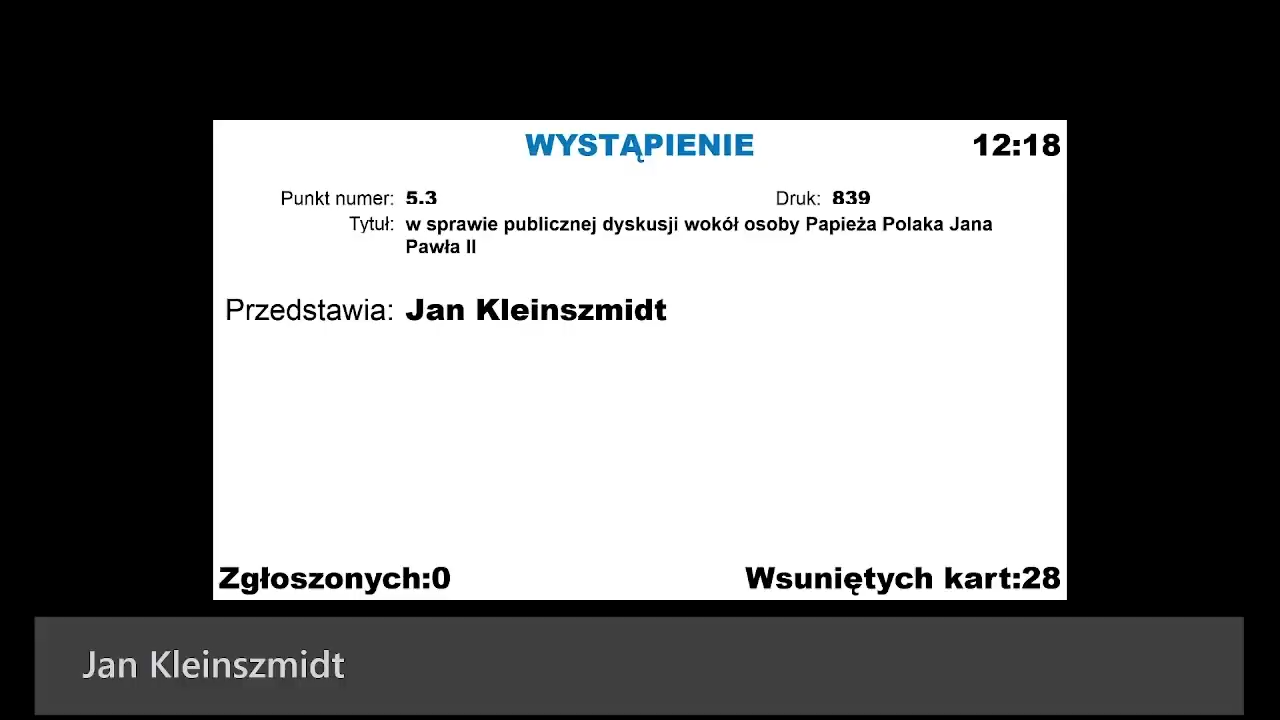 WYSTĄPIENIE 12:18
Punkt numer: 5.3 Druk: 839
Tytuł: w sprawie publicznej dyskusji wokół osoby Papieża Polaka Jana
Pawła II
Przedstawia: Jan Kleinszmidt
Zgłoszonych:0 Wsuniętych kart:28
Jan Kleinszmidt